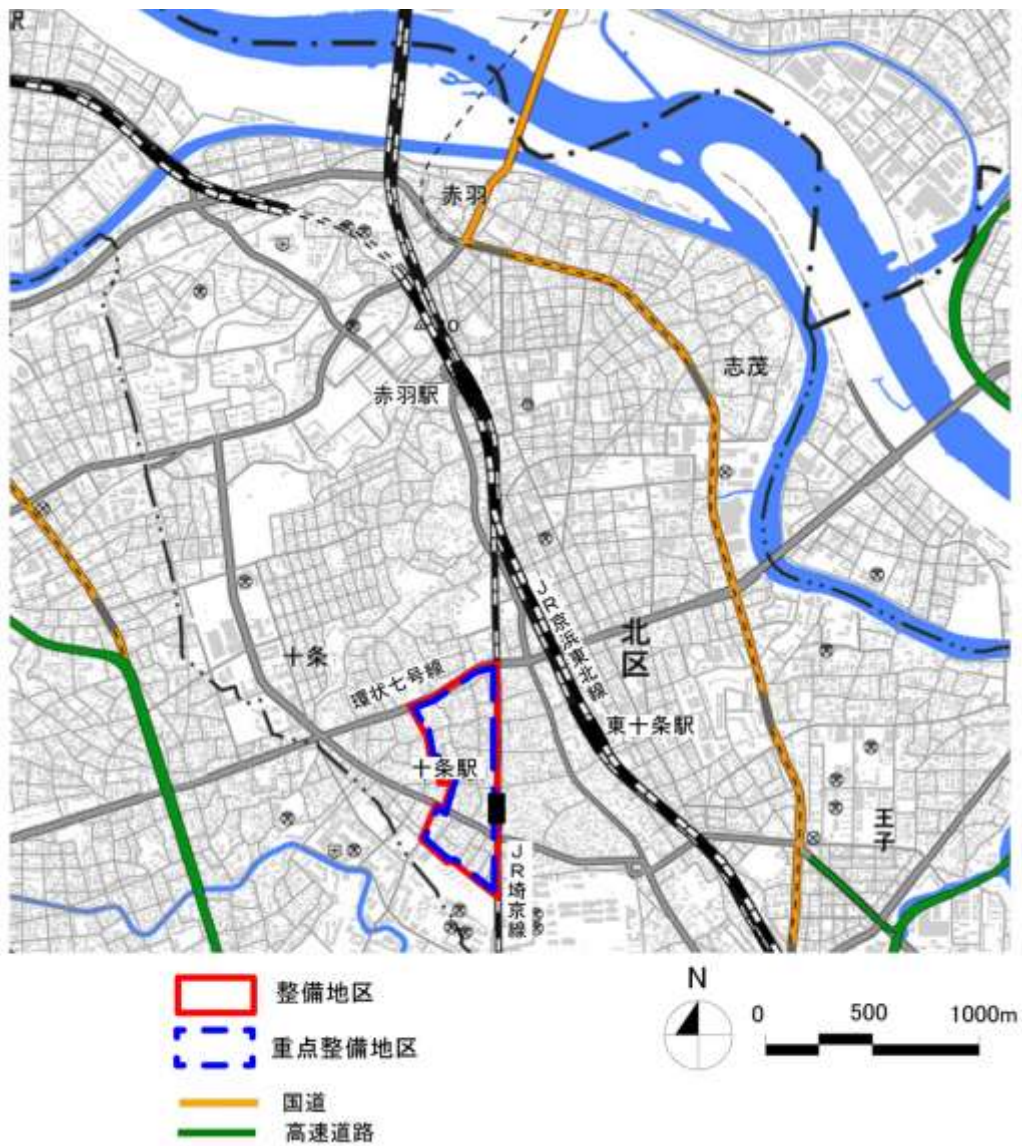 赤羽
志茂
赤羽駅
JR京浜東北線
北区
十条
環状七号線
東十条駅
十条駅
王子
JR埼京線
整備地区
重点整備地区
国道
高速道路
N
0 500 1000m